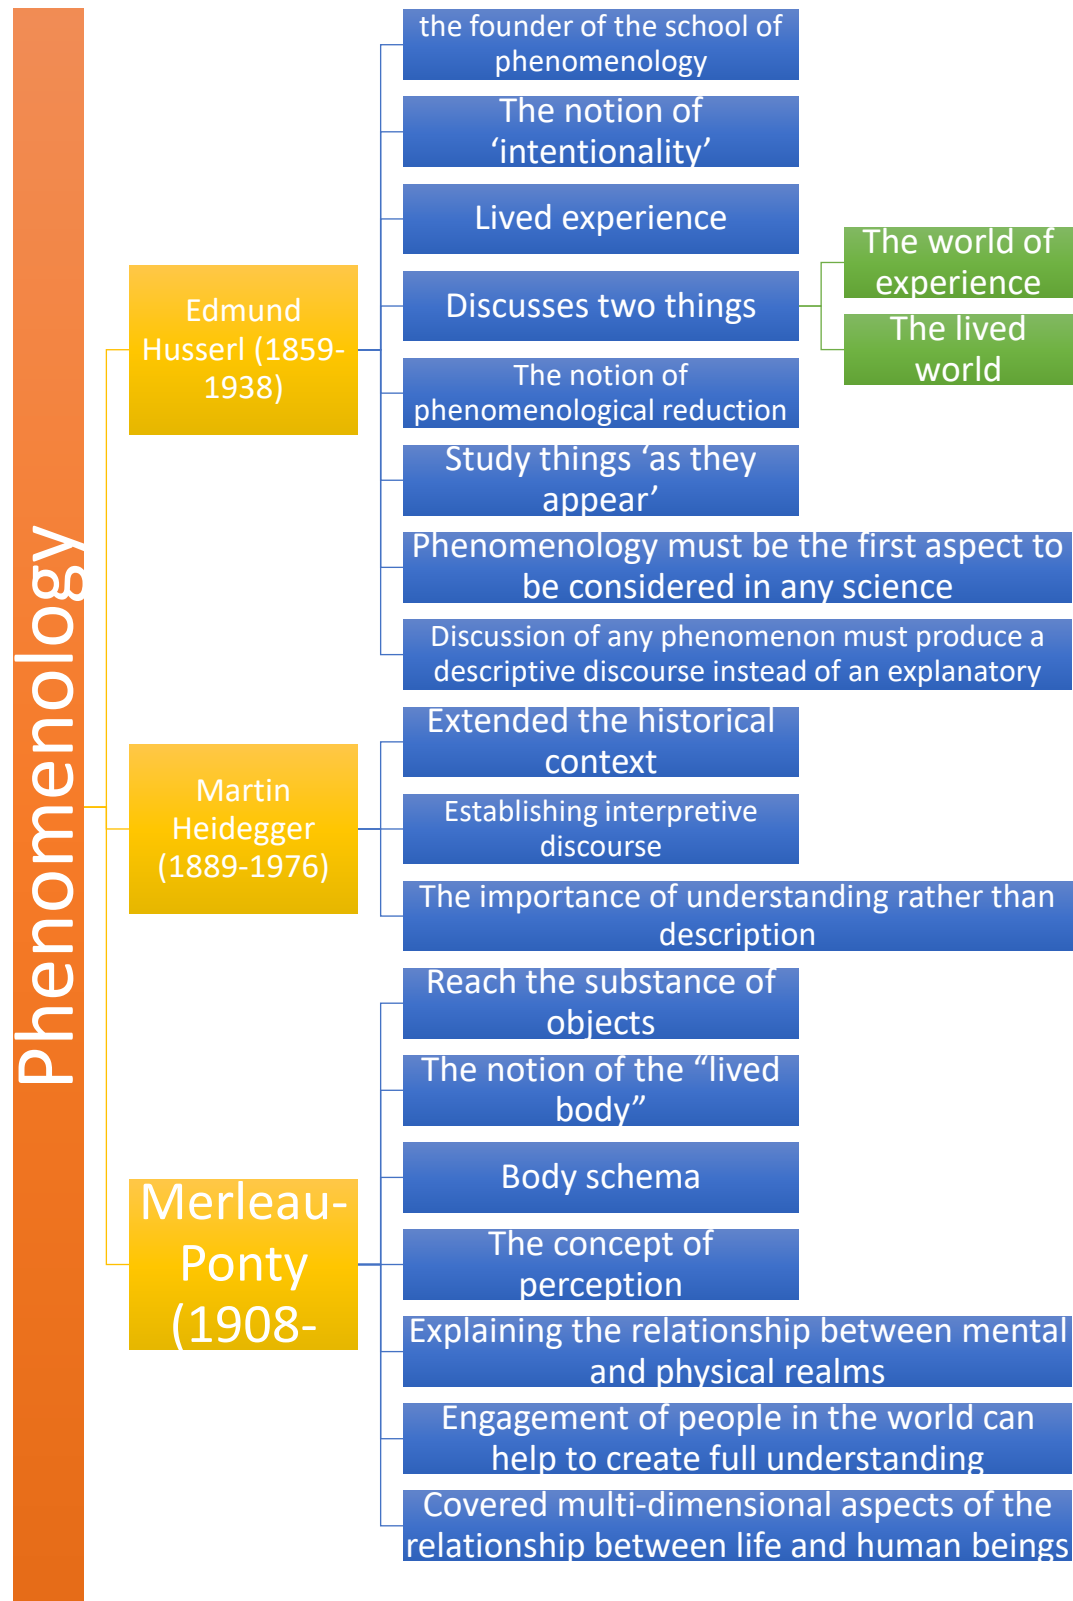 Phenomenology
Edmund
Husserl (1859-
1938)
the founder of the school of
phenomenology
The notion of
‘intentionality’
Lived experience
Discusses two things
The world of
experience
The lived
world
The notion of
phenomenological reduction
Study things ‘as they
appear’
Phenomenology must be the first aspect to
be considered in any science
Discussion of any phenomenon must produce a
descriptive discourse instead of an explanatory
Martin
Heidegger
(1889-1976)
Extended the historical
context
Establishing interpretive
discourse
The importance of understanding rather than
description
Merleau-
Ponty
(1908-
Reach the substance of
objects
The notion of the “lived
body”
Body schema
The concept of
perception
Explaining the relationship between mental
and physical realms
Engagement of people in the world can
help to create full understanding
Covered multi-dimensional aspects of the
relationship between life and human beings